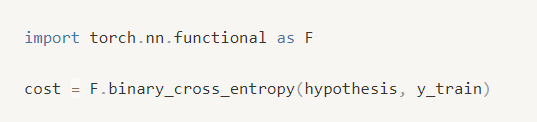 import torch.nn.functional as F
cost = F.binary_cross_entropy(hypothesis, y_train)